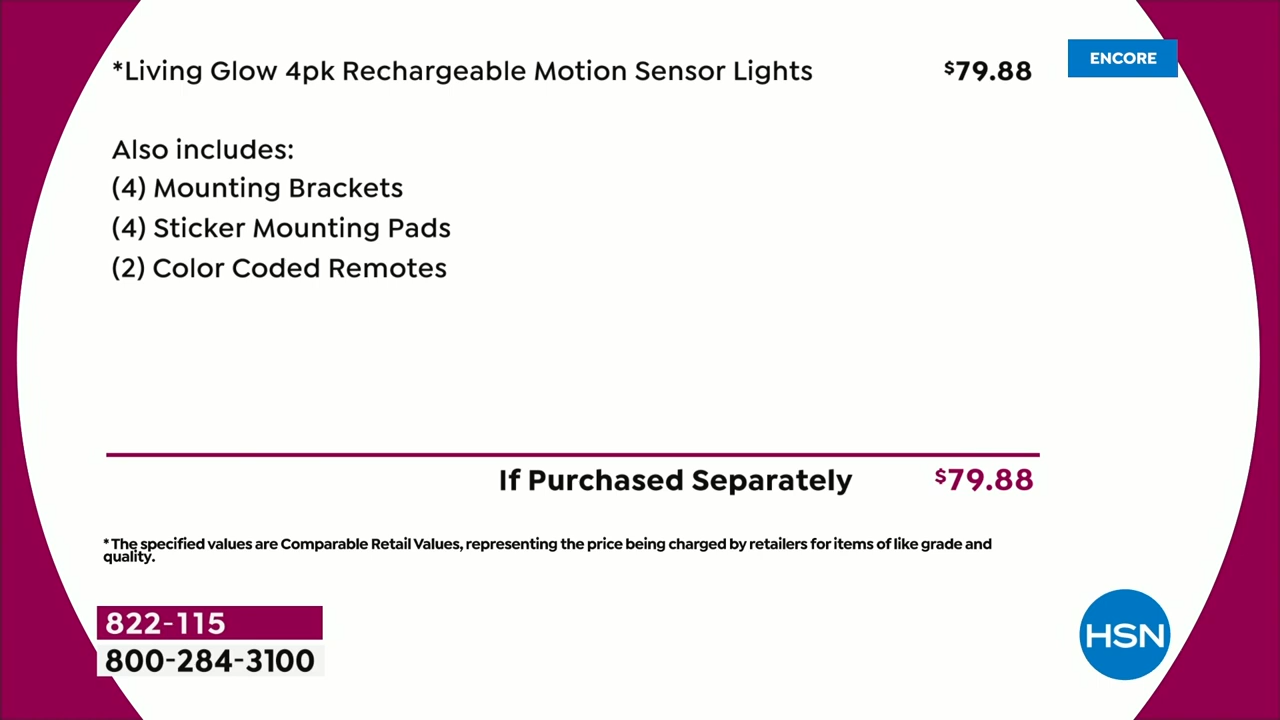 *Living Glow 4pk Rechargeable Motion Sensor Lights $79.88
ENCORE
Also includes:
(4) Mounting Brackets
(4) Sticker Mounting Pads
(2) Color Coded Remotes
If Purchased Separately $79.88
* The specified values are Comparable Retail Values, representing the price being charged by retailers for items of like grade and
quality.
822-115
800-284-3100
HSN